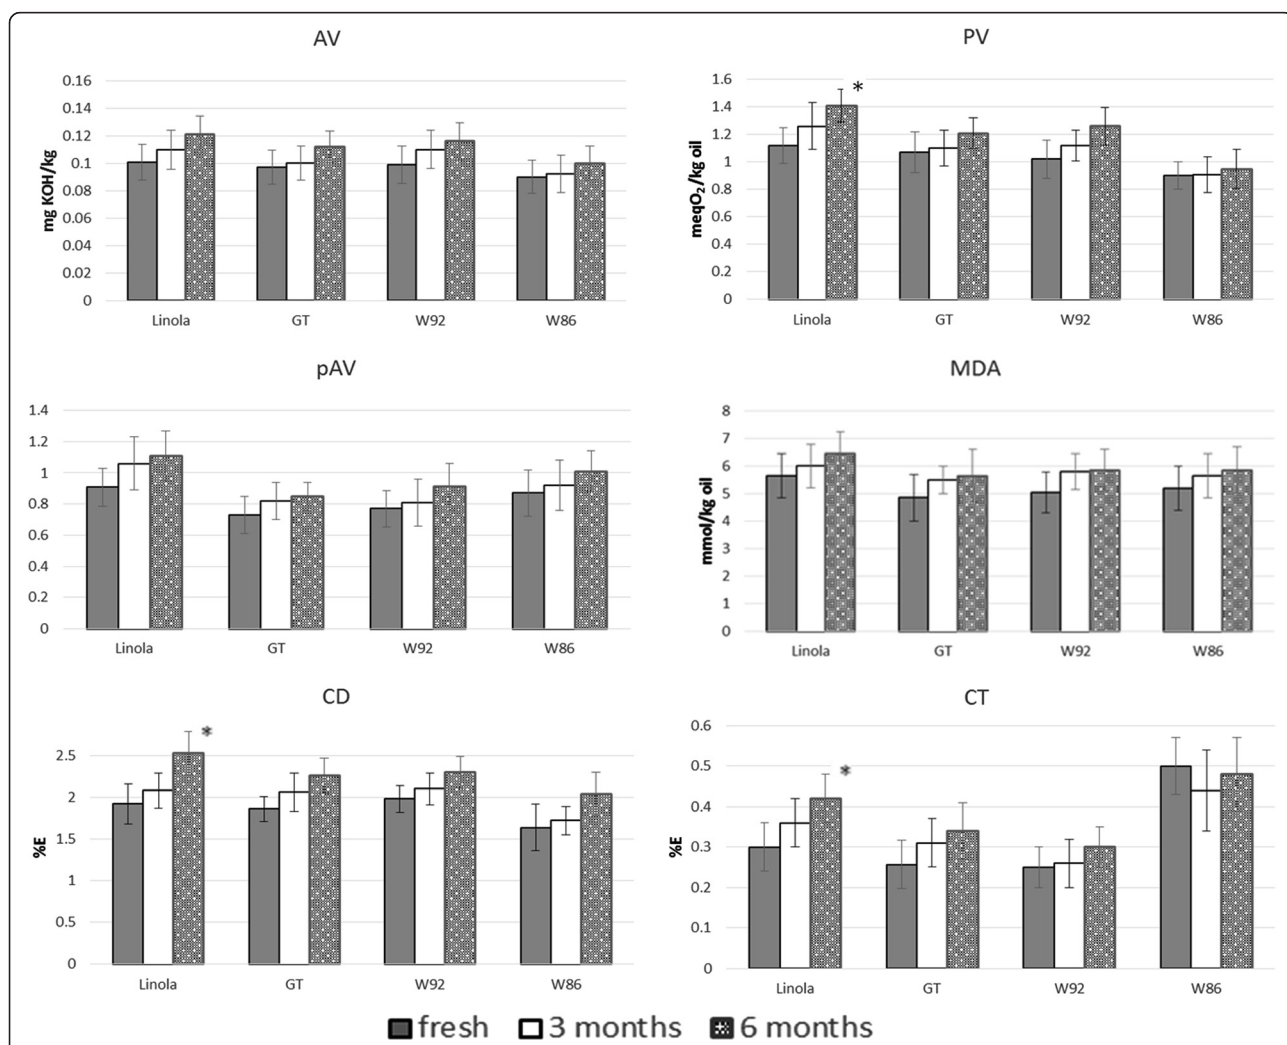 AV
0.16
0.14
0.12
0.1
0.08
0.06
0.04
0.02
0
mg KOH/kg
Linola GT W92 W86
PV
1.6
1.4
1.2
1
0.8
0.6
0.4
0.2
0
meqO₂/kg oil
*
Linola GT W92 W86
pAV
1.4
1.2
1
0.8
0.6
0.4
0.2
0
Linola GT W92 W86
MDA
8
7
6
5
4
3
2
1
0
mmol/kg oil
Linola GT W92 W86
CD
2.5
2
1.5
1
0.5
0
%E
*
Linola GT W92 W86
CT
0.6
0.5
0.4
0.3
0.2
0.1
0
%E
*
Linola GT W92 W86
fresh 3 months 6 months